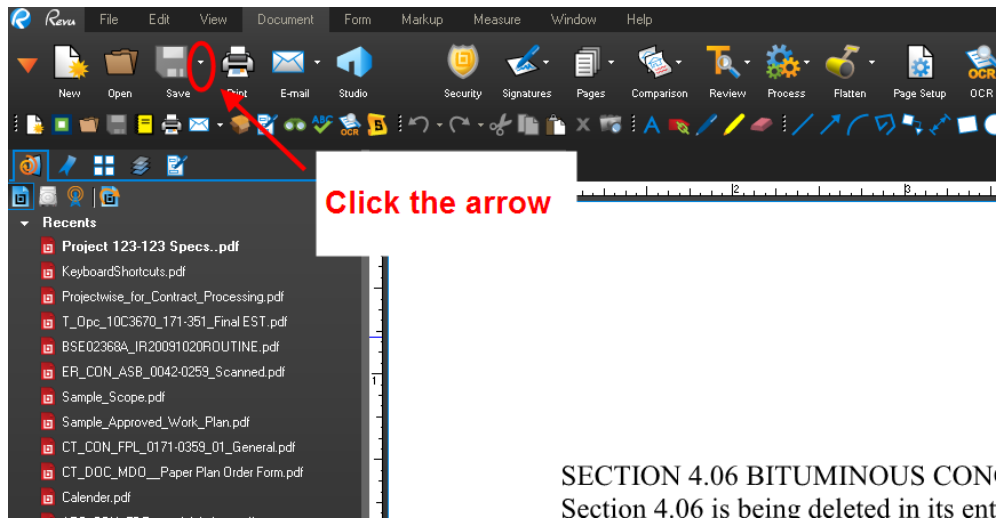 Revu File Edit View Document Form Markup Measure Window Help
New Open Save Print E-mail Studio Security Signatures Pages Comparison Review Process Flatten Page Setup OCR
Click the arrow
2
3
Recents
Project 123-123 Specs..pdf
KeyboardShortcuts.pdf
Projectwise_for_Contract_Processing.pdf
T_Opc_10C3670_171-351_Final EST.pdf
BSE02368A_IR20091020ROUTINE.pdf
ER_CON_ASB_0042-0259_Scanned.pdf
1
Sample_Scope.pdf
Sample_Approved_Work_Plan.pdf
CT_CON_FPL_0171-0359_01_General.pdf
CT_DOC_MDO__Paper Plan Order Form.pdf
Calender.pdf
SECTION 4.06 BITUMINOUS
Section 4.06 is being deleted in its